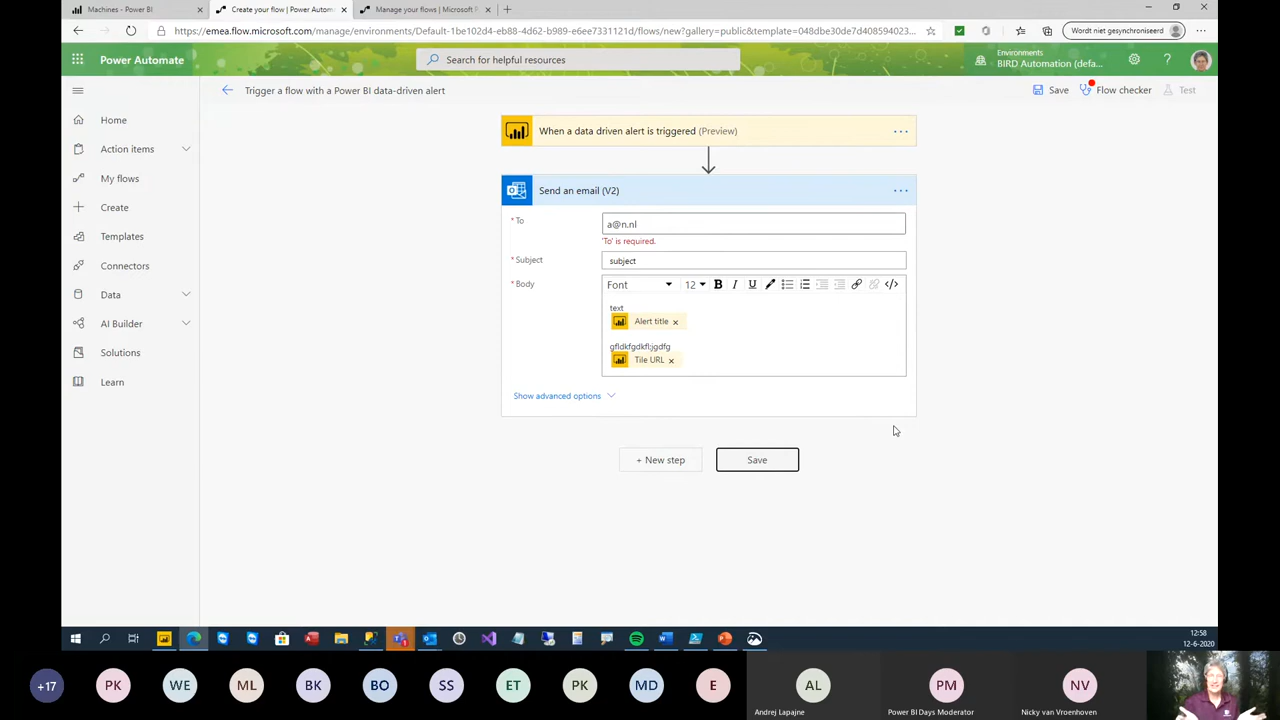 Machines - Power BI
Create your flow | Power Automa
Manage your flows | Microsoft P
https://emea.flow.microsoft.com/manage/environments/Default-1be102d4-eb88-4d62-b989-e6ee7331121d/flows/new?gallery=public&template=048dbe30de7d408594023...
Wordt niet gesynchroniseerd
Power Automate
Search for helpful resources
Environments
BIRD Automation (defa...
Trigger a flow with a Power BI data-driven alert
Save
Flow checker
Test
Home
Action items
My flows
Create
Templates
Connectors
Data
AI Builder
Solutions
Learn
When a data driven alert is triggered (Preview)
Send an email (V2)
* To
a@n.nl
'To' is required.
* Subject
subject
* Body
Font
12
B
I
U
</>
text
Alert title ×
gfldkfgdkfl;jgdfg
Tile URL ×
Show advanced options
+ New step
Save
12:58
12-6-2020
+17
PK
WE
ML
BK
BO
SS
ET
PK
MD
E
AL
PM
NV
Andrej Lapajne
Power BI Days Moderator
Nicky van Vroenhoven